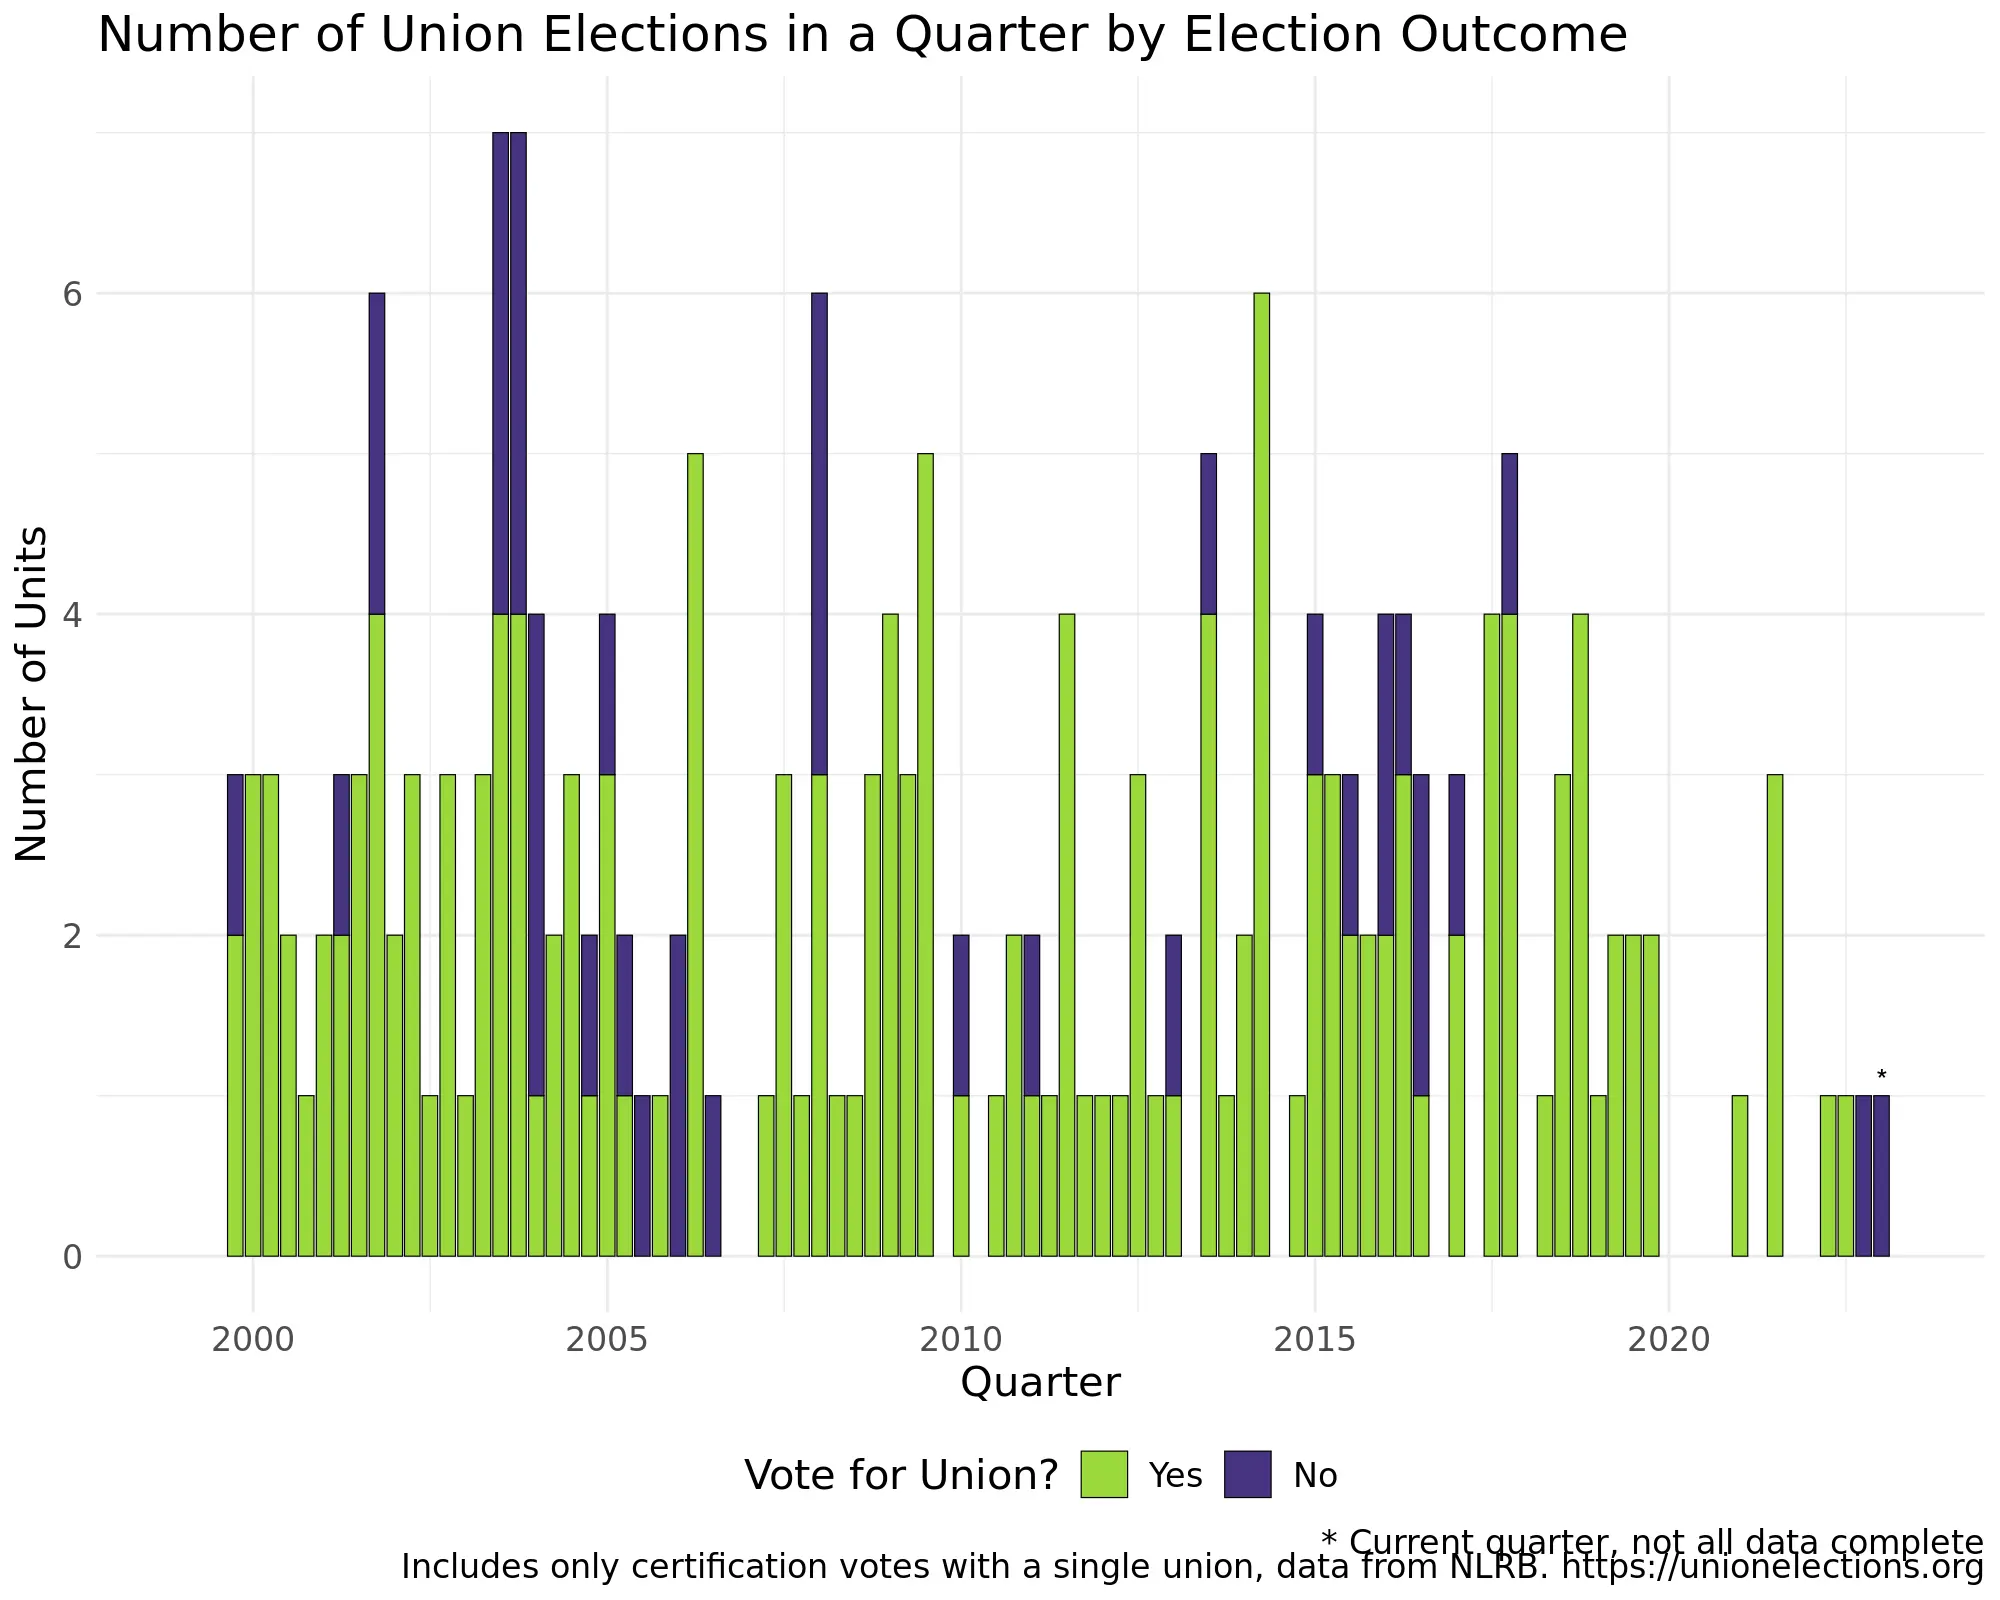 Number of Union Elections in a Quarter by Election Outcome
Number of Units
6
4
2
0
*
2000 2005 2010 2015 2020
Quarter
Vote for Union? Yes No
* Current quarter, not all data complete
Includes only certification votes with a single union, data from NLRB. https://unionelections.org